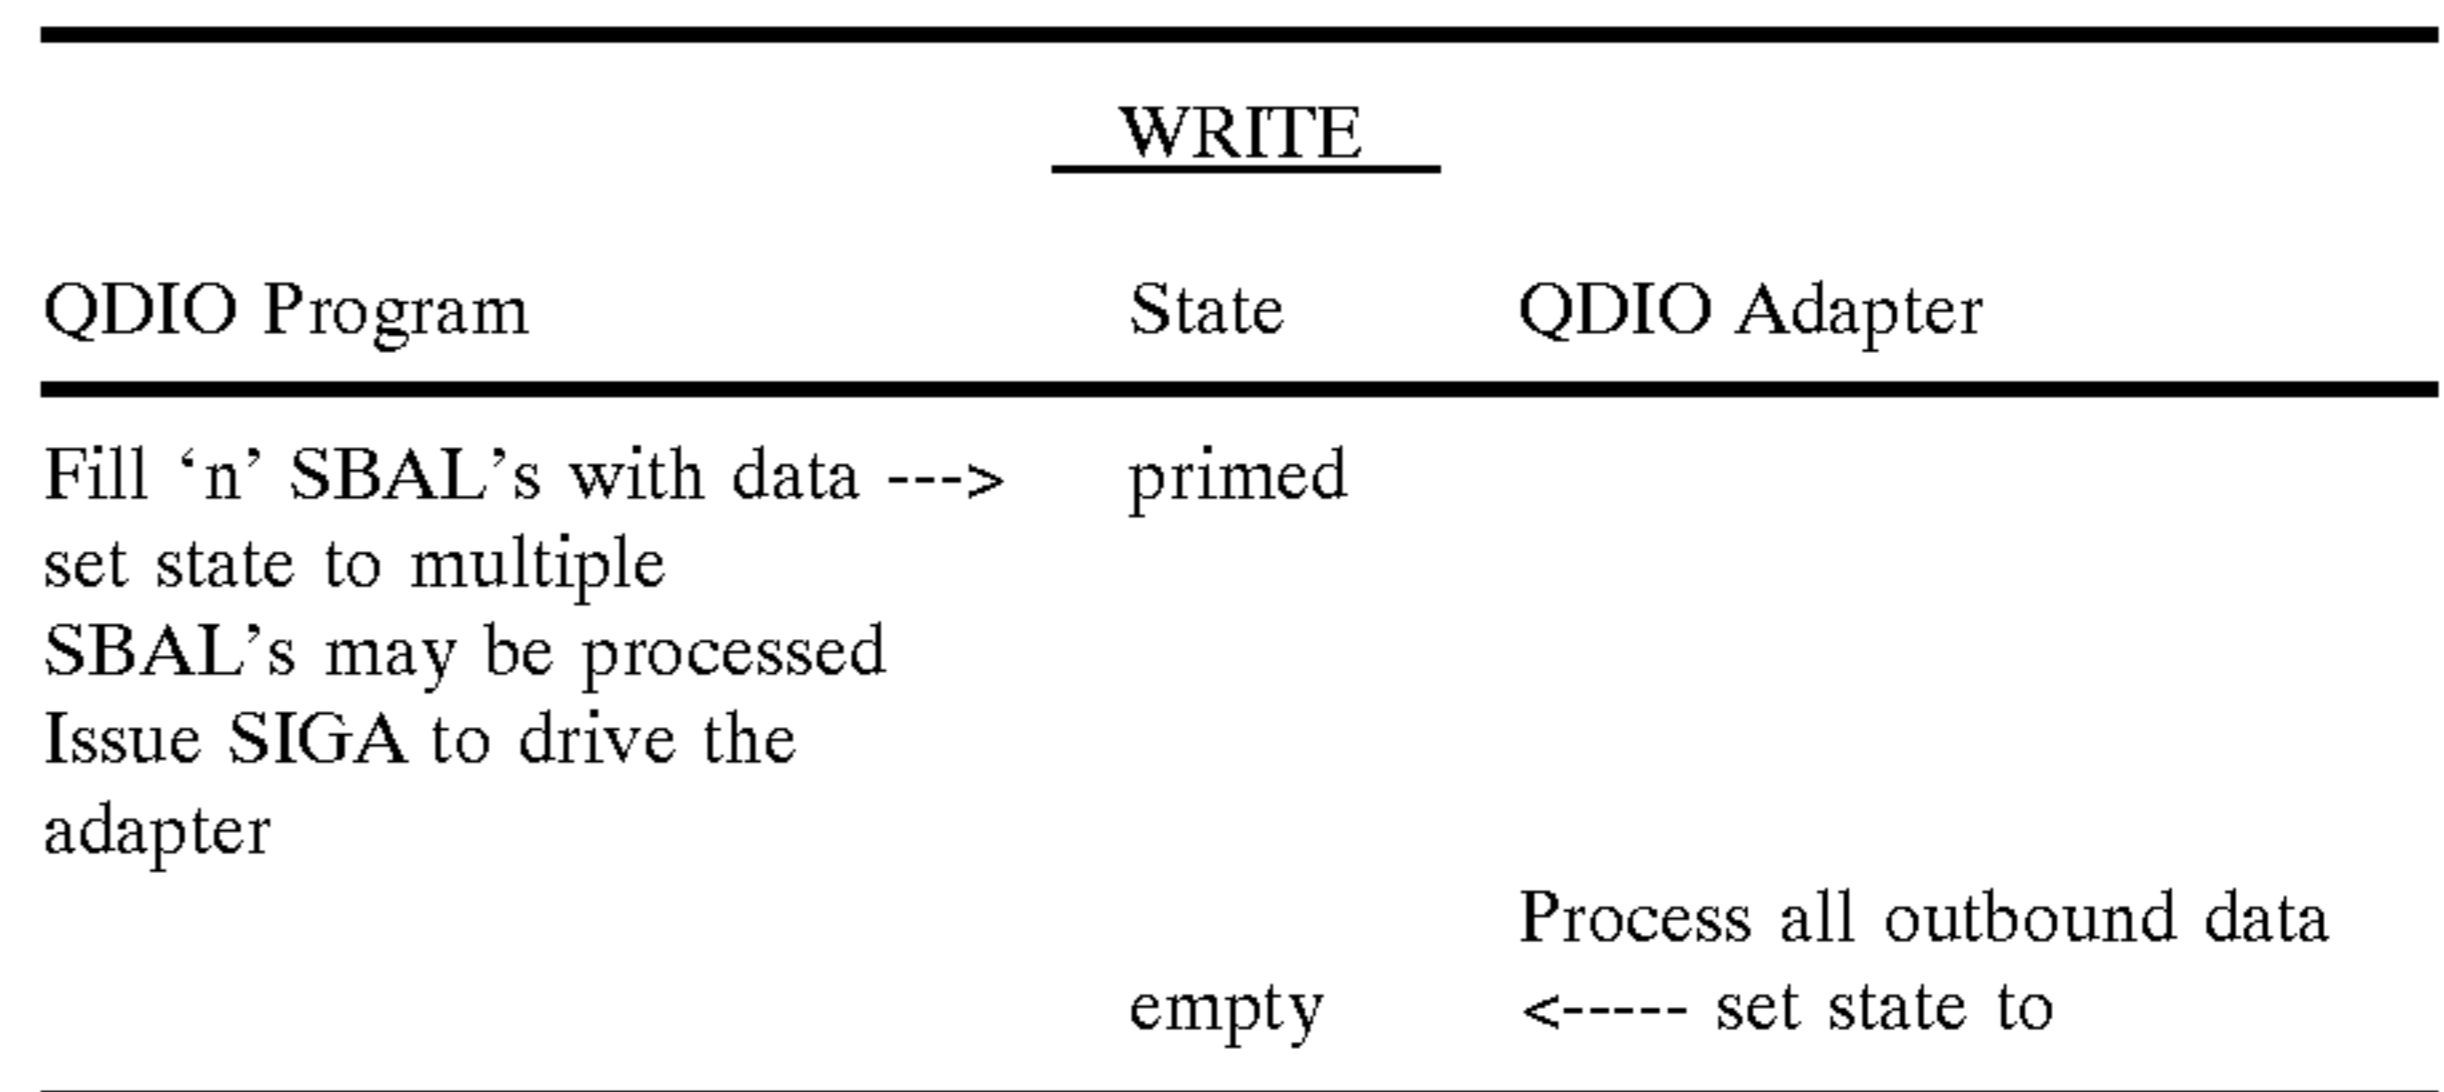 WRITE
QDIO Program State QDIO Adapter
Fill ‘n’ SBAL’s with data ---> primed
set state to multiple
SBAL’s may be processed
Issue SIGA to drive the
adapter
Process all outbound data
empty <----- set state to